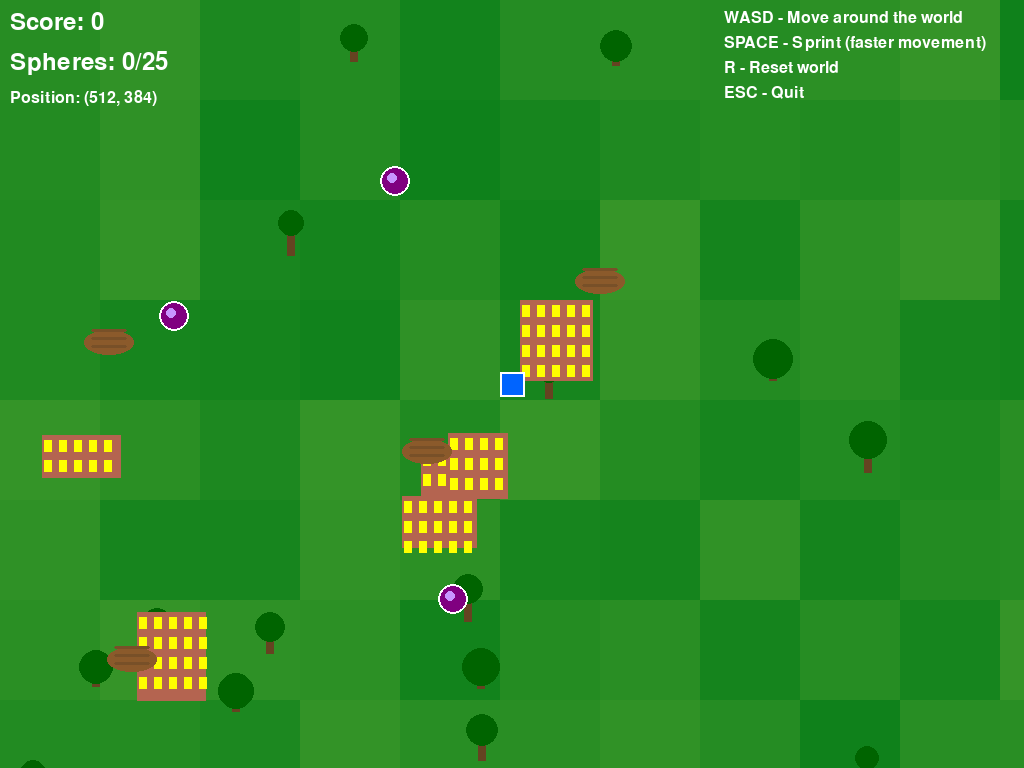 Score: 0
Spheres: 0/25
Position: (512, 384)
WASD - Move around the world
SPACE - Sprint (faster movement)
R - Reset world
ESC - Quit